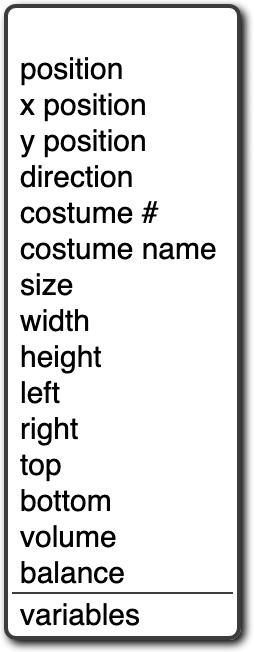 position
x position
y position
direction
costume #
costume name
size
width
height
left
right
top
bottom
volume
balance
variables